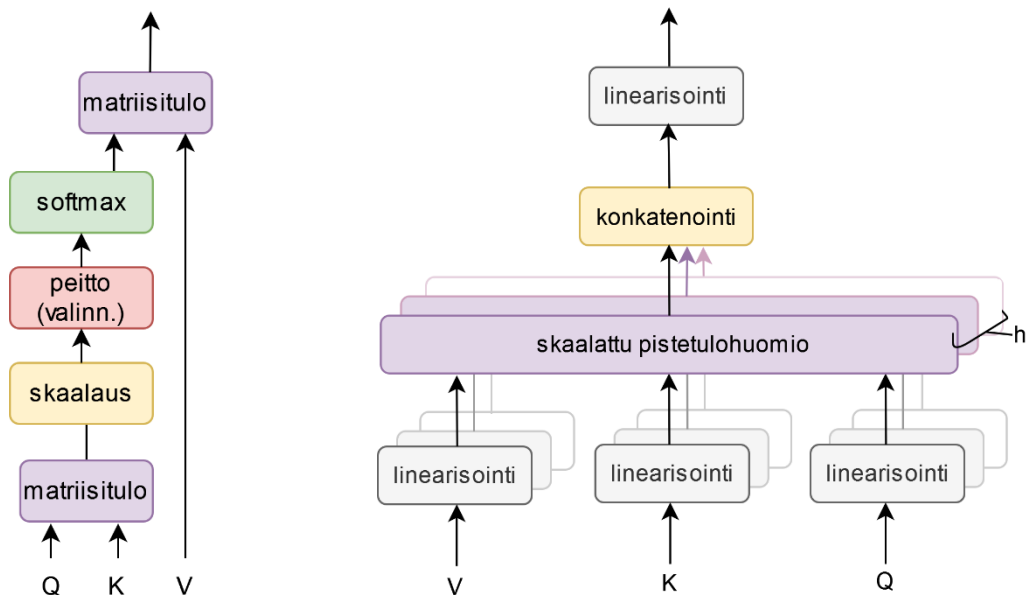 matriisitulo
softmax
peitto
(valinn.)
skaalaus
matriisitulo
Q K V
linearisointi
konkatenointi
skaalattu pistetulohuomio
h
linearisointi linearisointi linearisointi
V K Q